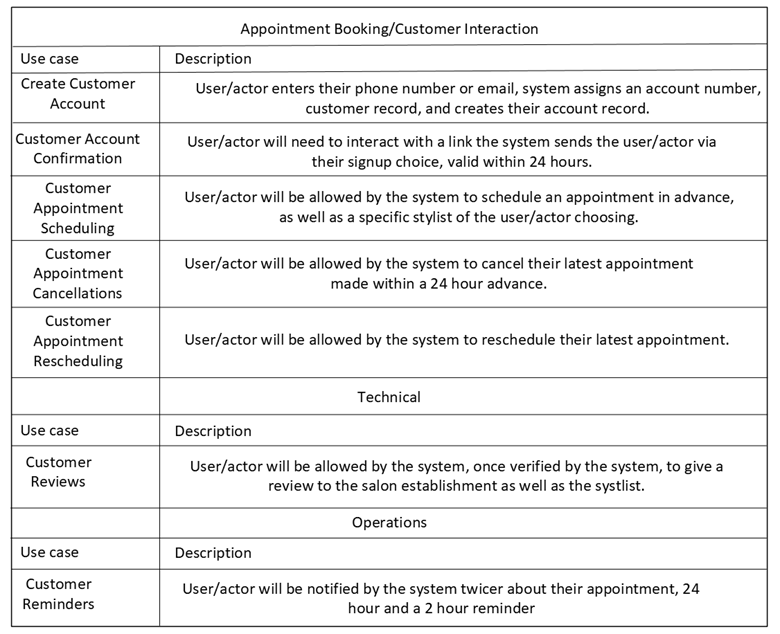 Appointment Booking/Customer Interaction
Use case
Description
Create Customer
Account
User/actor enters their phone number or email, system assigns an account number,
customer record, and creates their account record.
Customer Account
Confirmation
User/actor will need to interact with a link the system sends the user/actor via
their signup choice, valid within 24 hours.
Customer
Appointment
Scheduling
User/actor will be allowed by the system to schedule an appointment in advance,
as well as a specific stylist of the user/actor choosing.
Customer
Appointment
Cancellations
User/actor will be allowed by the system to cancel their latest appointment
made within a 24 hour advance.
Customer
Appointment
Rescheduling
User/actor will be allowed by the system to reschedule their latest appointment.
Technical
Use case
Description
Customer
Reviews
User/actor will be allowed by the system, once verified by the system, to give a
review to the salon establishment as well as the systlist.
Operations
Use case
Description
Customer
Reminders
User/actor will be notified by the system twicer about their appointment, 24
hour and a 2 hour reminder